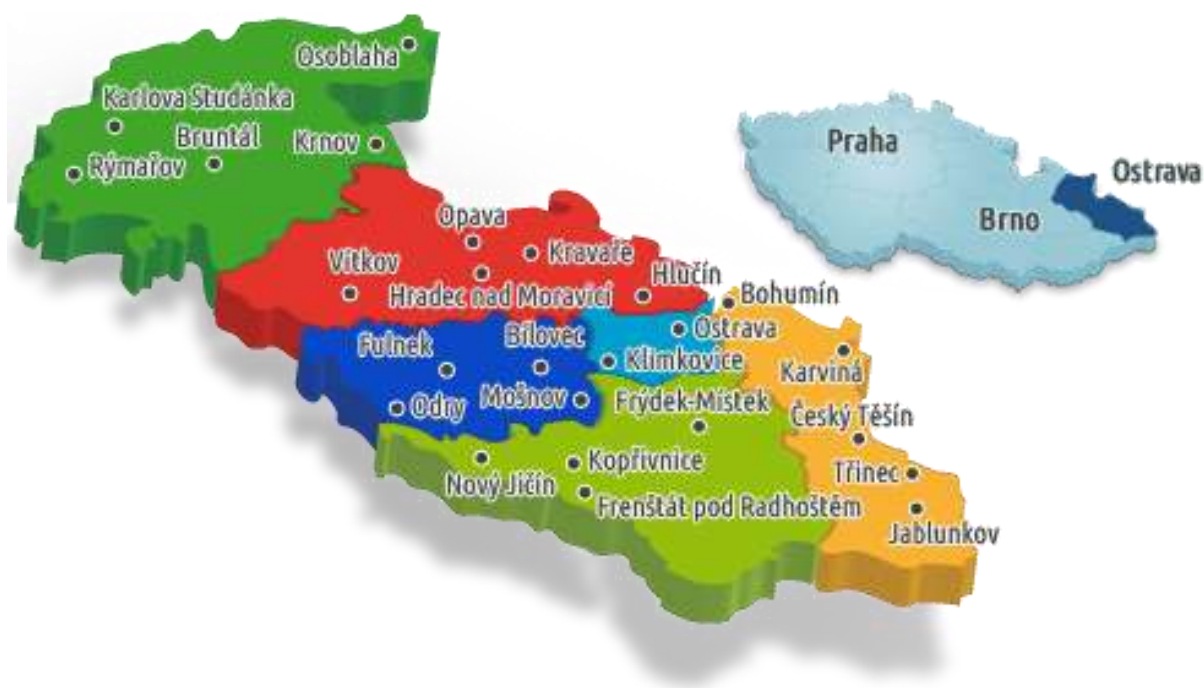 Osoblaha
Karlova Studánka
Bruntál
Krnov
Rýmařov
Praha
Ostrava
Brno
Opava
Kravaře
Vítkov
Hlučín
Hradec nad Moravicí
Bohumín
Ostrava
Bílovec
Fulnek
Klimkovice
Karviná
Mošnov
Odry
Frýdek-Místek
Český Těšín
Kopřivnice
Třinec
Nový Jičín
Frenštát pod Radhoštěm
Jablunkov